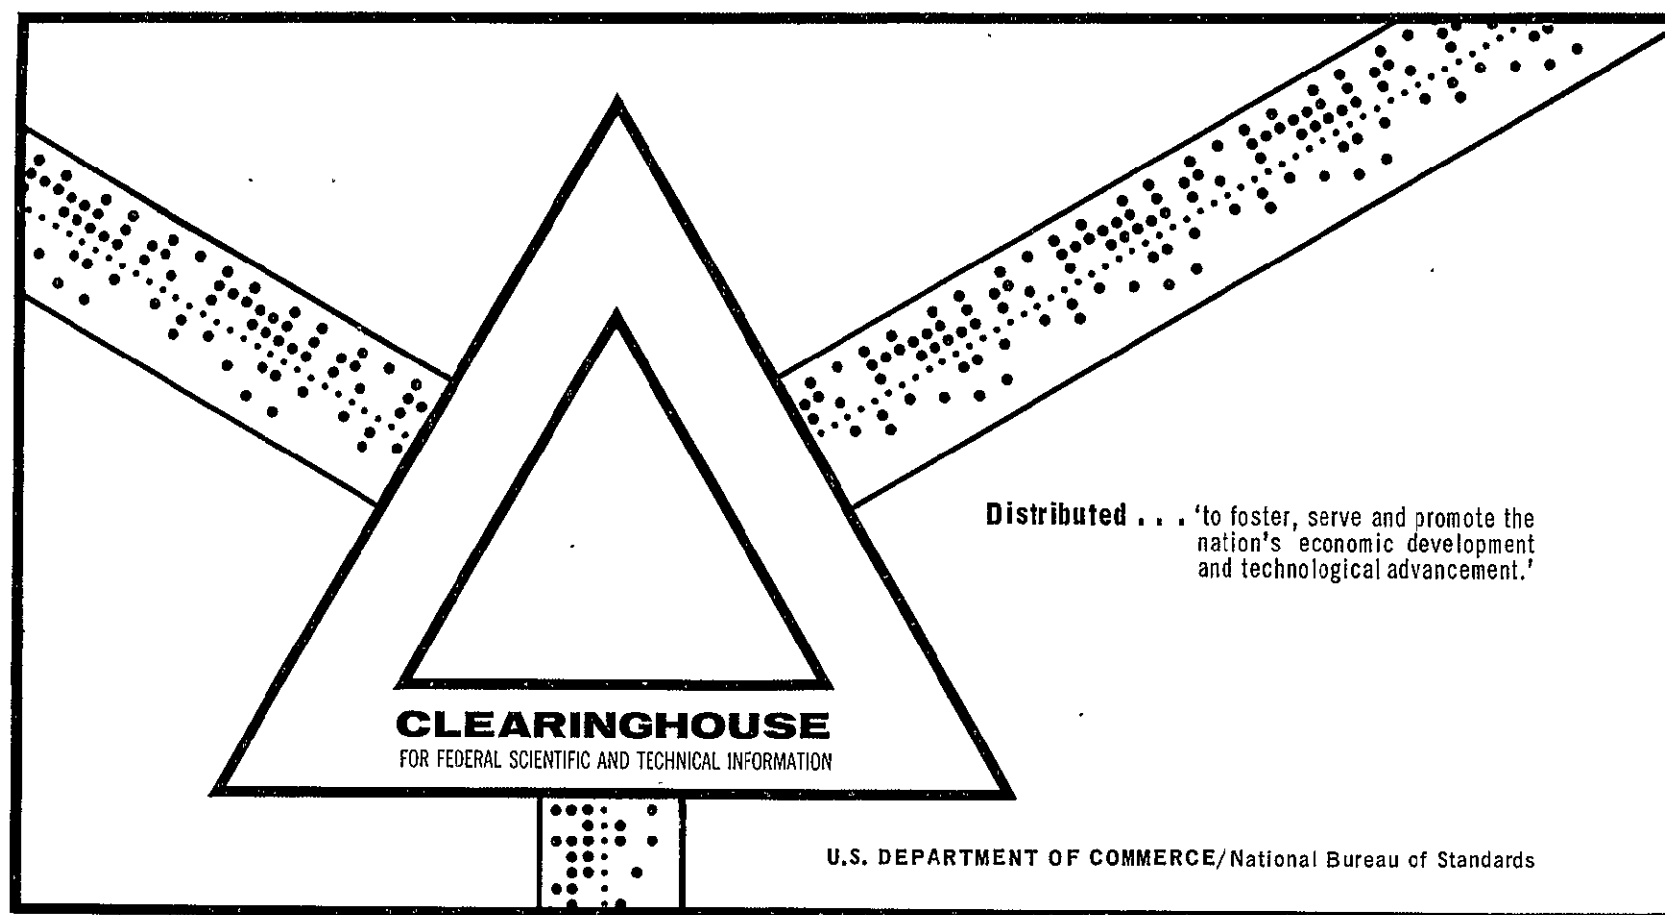 Distributed . . . 'to foster, serve and promote the
nation's economic development
and technological advancement.'
CLEARINGHOUSE
FOR FEDERAL SCIENTIFIC AND TECHNICAL INFORMATION
U.S. DEPARTMENT OF COMMERCE/National Bureau of Standards